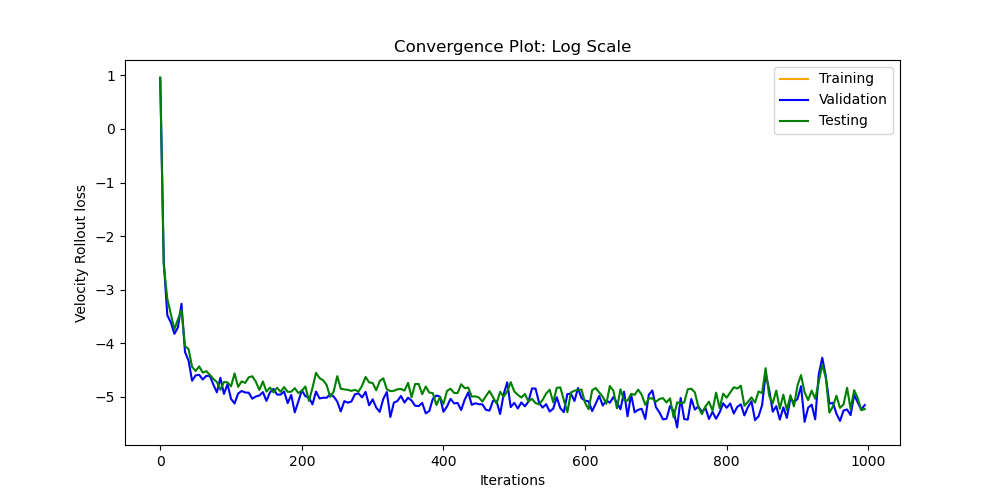 Convergence Plot: Log Scale
Training
Validation
Testing
1
0
−1
−2
−3
−4
−5
Velocity Rollout loss
0 200 400 600 800 1000
Iterations